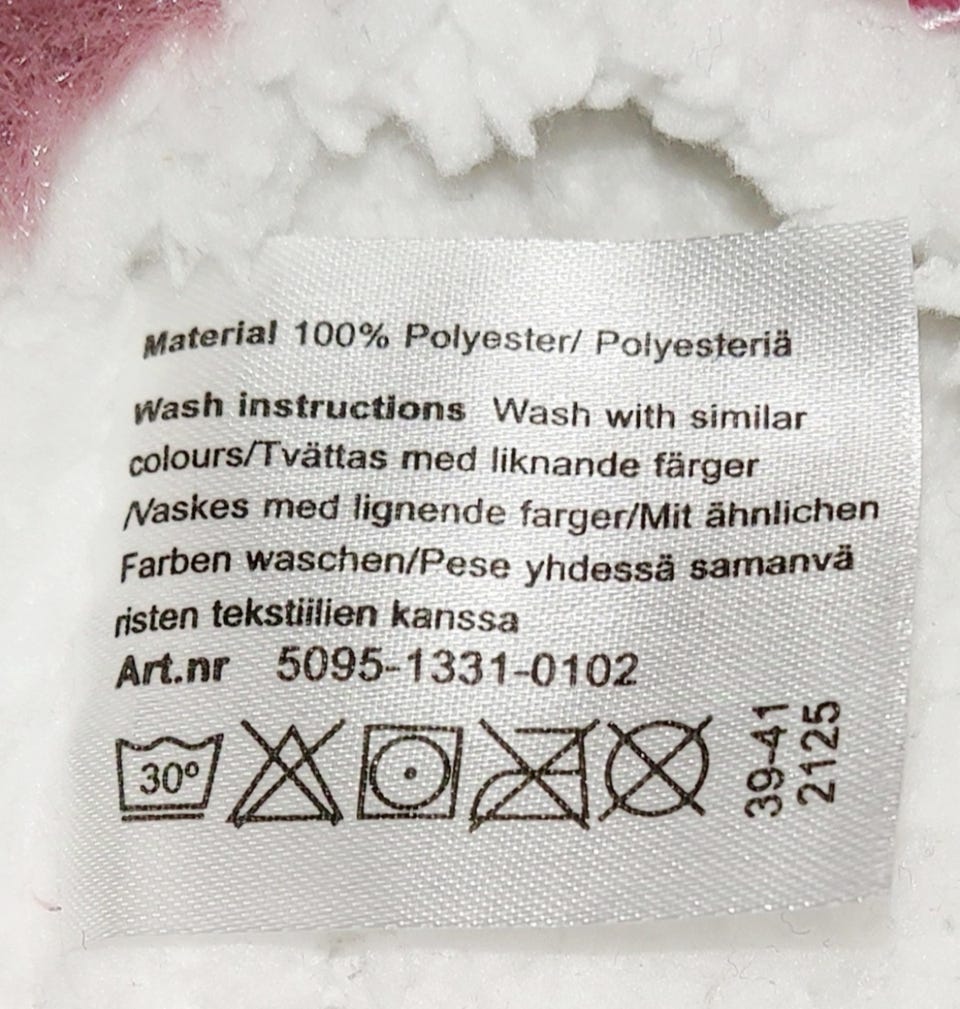 Material 100% Polyester/ Polyesteriä
Wash instructions Wash with similar
colours/Tvättas med liknande färger
/Vaskes med lignende farger/Mit ähnlichen
Farben waschen/Pese yhdessä samanvä
risten tekstiilien kanssa
Art.nr 5095-1331-0102
30º
39-41
2125